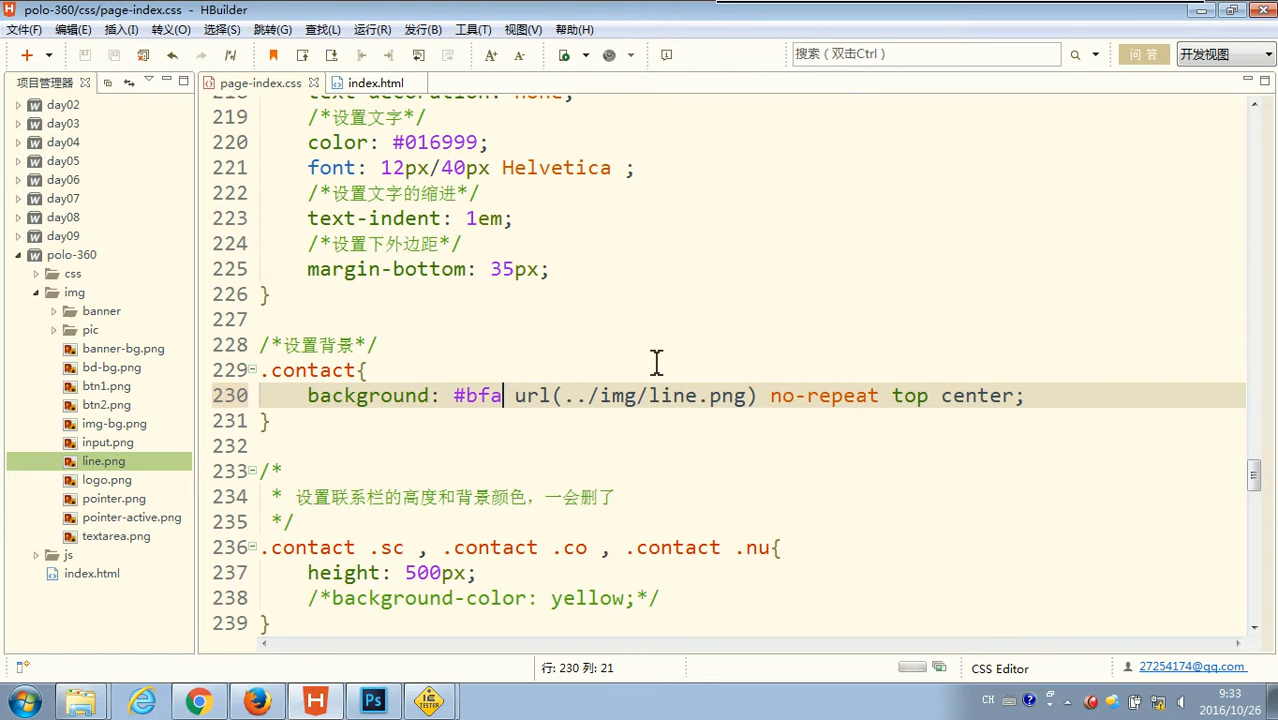 polo-360/css/page-index.css - HBuilder
文件(F) 编辑(E) 插入(I) 转义(O) 选择(S) 跳转(G) 查找(L) 运行(R) 发行(B) 工具(T) 视图(V) 帮助(H)
搜索（双击Ctrl）
问 答
开发视图
项目管理器
page-index.css
index.html
day02
day03
day04
day05
day06
day07
day08
day09
polo-360
css
img
banner
pic
banner-bg.png
bd-bg.png
btn1.png
btn2.png
img-bg.png
input.png
line.png
logo.png
pointer.png
pointer-active.png
textarea.png
js
index.html
218 text-decoration: none;
219 /*设置文字*/
220 color: #016999;
221 font: 12px/40px Helvetica ;
222 /*设置文字的缩进*/
223 text-indent: 1em;
224 /*设置下外边距*/
225 margin-bottom: 35px;
226 }
227
228 /*设置背景*/
229 .contact{
230 background: #bfa url(../img/line.png) no-repeat top center;
231 }
232
233 /*
234 * 设置联系栏的高度和背景颜色，一会删了
235 */
236 .contact .sc , .contact .co , .contact .nu{
237 height: 500px;
238 /*background-color: yellow;*/
239 }
行: 230 列: 21
CSS Editor
27254174@qq.com
CH
9:33
2016/10/26